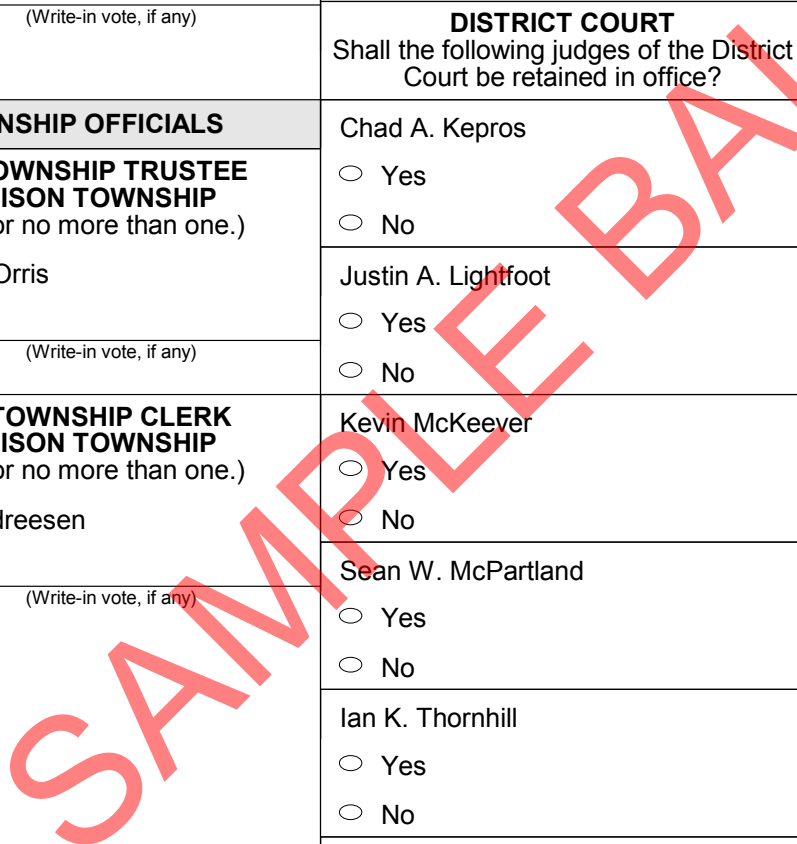 (Write-in vote, if any)
NSHIP OFFICIALS
OWNSHIP TRUSTEE
ISON TOWNSHIP
or no more than one.)
Orris
(Write-in vote, if any)
TOWNSHIP CLERK
ISON TOWNSHIP
or no more than one.)
dreesen
(Write-in vote, if any)
DISTRICT COURT
Shall the following judges of the District
Court be retained in office?
Chad A. Kepros
Yes
No
Justin A. Lightfoot
Yes
No
Kevin McKeever
Yes
No
Sean W. McPartland
Yes
No
Ian K. Thornhill
Yes
No
SAMPLE BAL